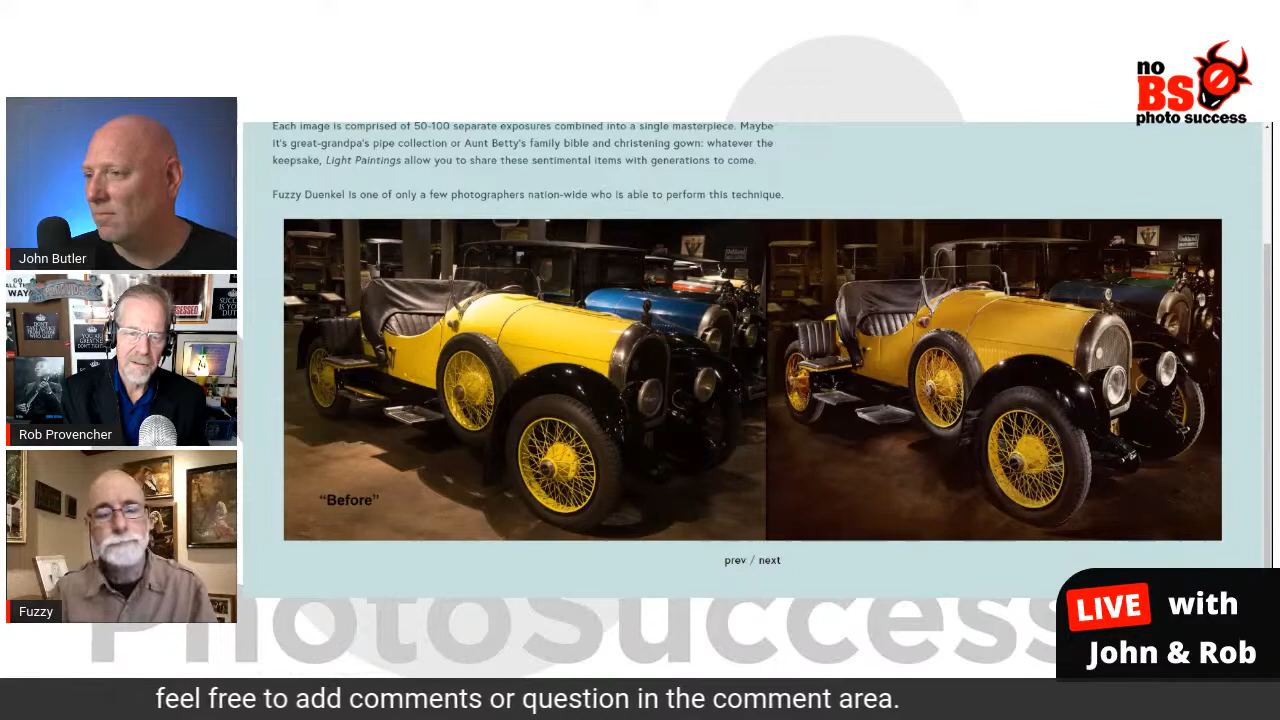 no
BS
photo success
Each image is comprised of 50-100 separate exposures combined into a single masterpiece. Maybe
it's great-grandpa's pipe collection or Aunt Betty's family bible and christening gown: whatever the
keepsake, Light Paintings allow you to share these sentimental items with generations to come.
Fuzzy Duenkel is one of only a few photographers nation-wide who is able to perform this technique.
John Butler
GO
ALL THE
WAY
Rob Provencher
Fuzzy
"Before"
prev / next
PhotoSuccess
LIVE with
John & Rob
feel free to add comments or question in the comment area.